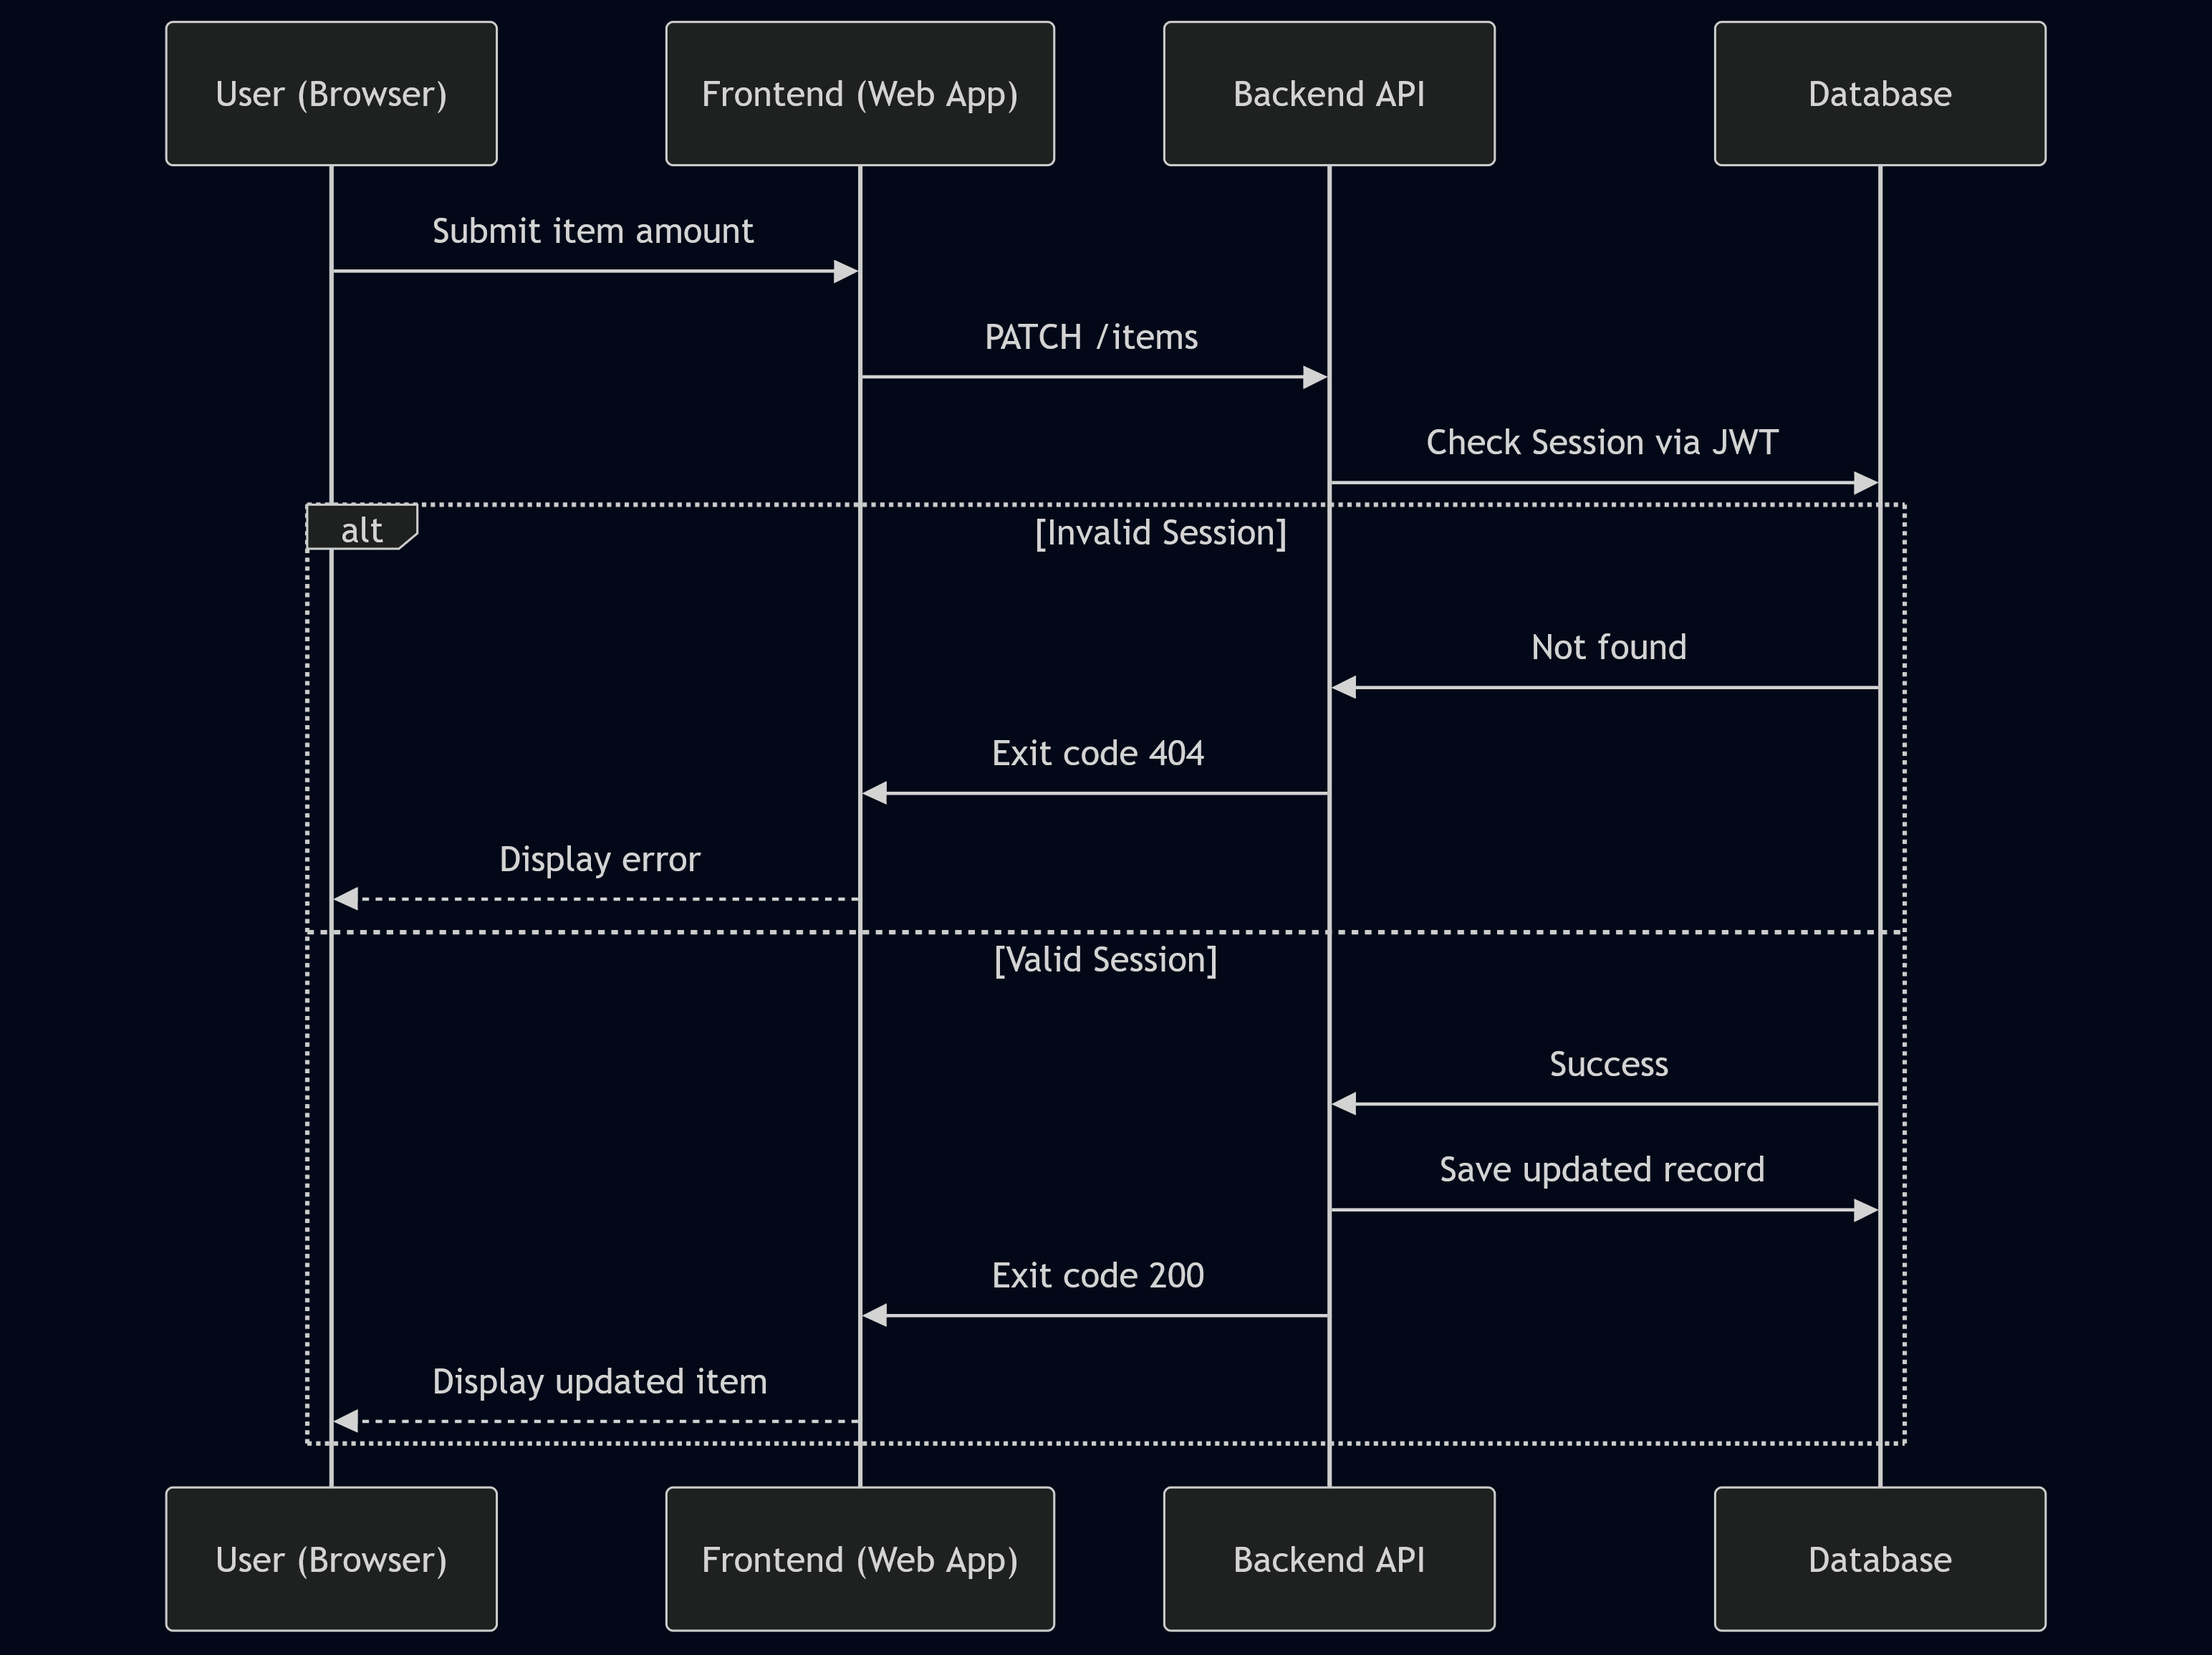 User (Browser)
Frontend (Web App)
Backend API
Database
Submit item amount
PATCH /items
Check Session via JWT
alt
[Invalid Session]
Not found
Exit code 404
Display error
[Valid Session]
Success
Save updated record
Exit code 200
Display updated item
User (Browser)
Frontend (Web App)
Backend API
Database